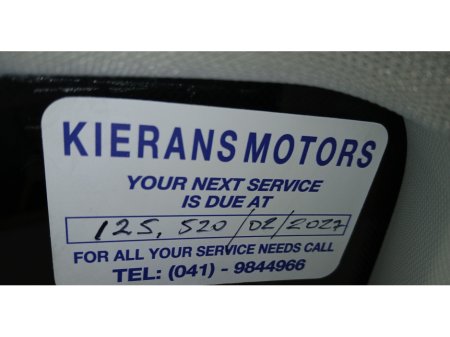 KIERANS MOTORS
YOUR NEXT SERVICE
IS DUE AT
125, 520 /02/2027
FOR ALL YOUR SERVICE NEEDS CALL
TEL: (041) - 9844966